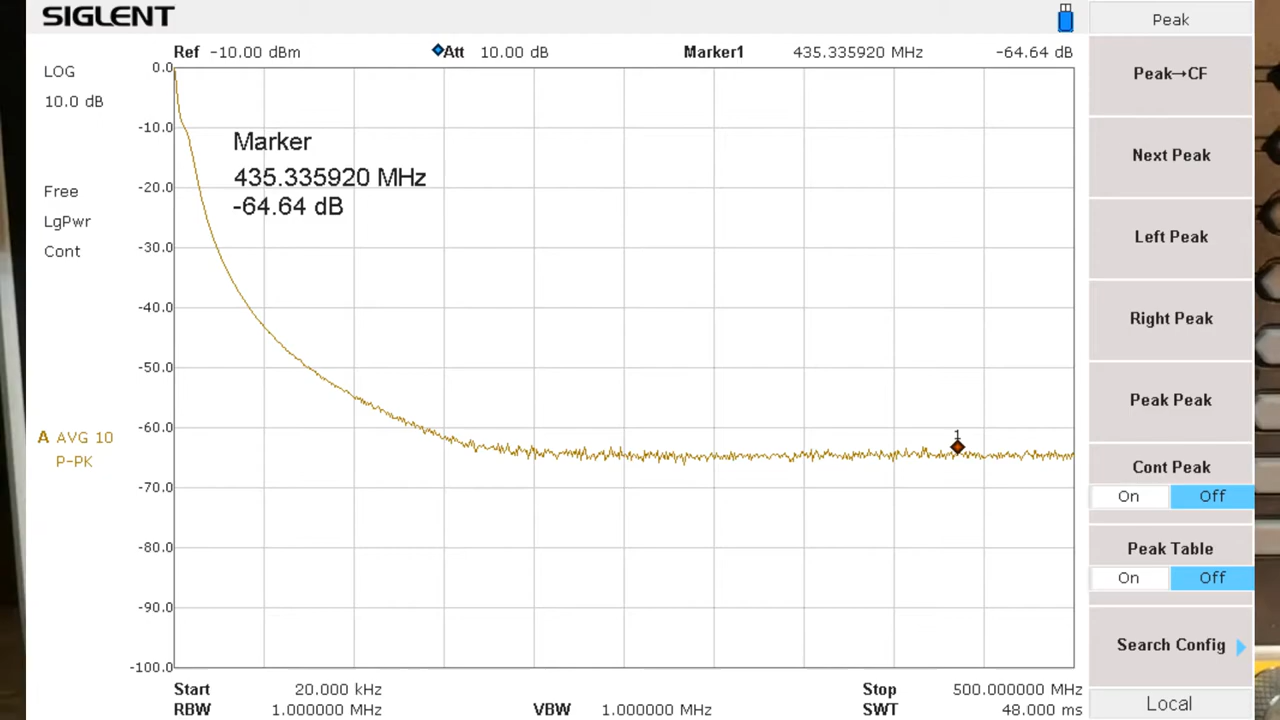 SIGLENT
Peak
Ref -10.00 dBm Att 10.00 dB Marker1 435.335920 MHz -64.64 dB
LOG
10.0 dB
Free
LgPwr
Cont
A AVG 10
P-PK
0.0
-10.0
-20.0
-30.0
-40.0
-50.0
-60.0
-70.0
-80.0
-90.0
-100.0
Marker
435.335920 MHz
-64.64 dB
1
Start 20.000 kHz Stop 500.000000 MHz
RBW 1.000000 MHz VBW 1.000000 MHz SWT 48.000 ms
Peak→CF
Next Peak
Left Peak
Right Peak
Peak Peak
Cont Peak
On Off
Peak Table
On Off
Search Config
Local